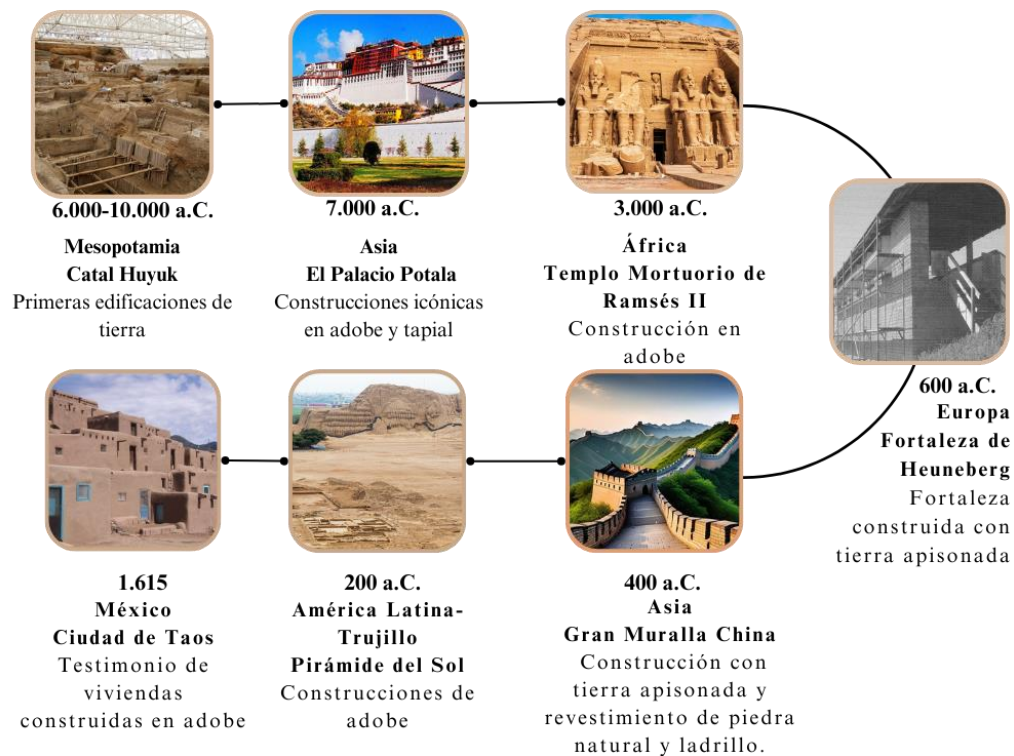 6.000-10.000 a.C.
Mesopotamia
Catal Huyuk
Primeras edificaciones de
tierra
7.000 a.C.
Asia
El Palacio Potala
Construcciones icónicas
en adobe y tapial
3.000 a.C.
África
Templo Mortuorio de
Ramsés II
Construcción en
adobe
600 a.C.
Europa
Fortaleza de
Heuneberg
Fortaleza
construida con
tierra apisonada
400 a.C.
Asia
Gran Muralla China
Construcción con
tierra apisonada y
revestimiento de piedra
natural y ladrillo.
200 a.C.
América Latina-
Trujillo
Pirámide del Sol
Construcciones de
adobe
1.615
México
Ciudad de Taos
Testimonio de
viviendas
construidas en adobe